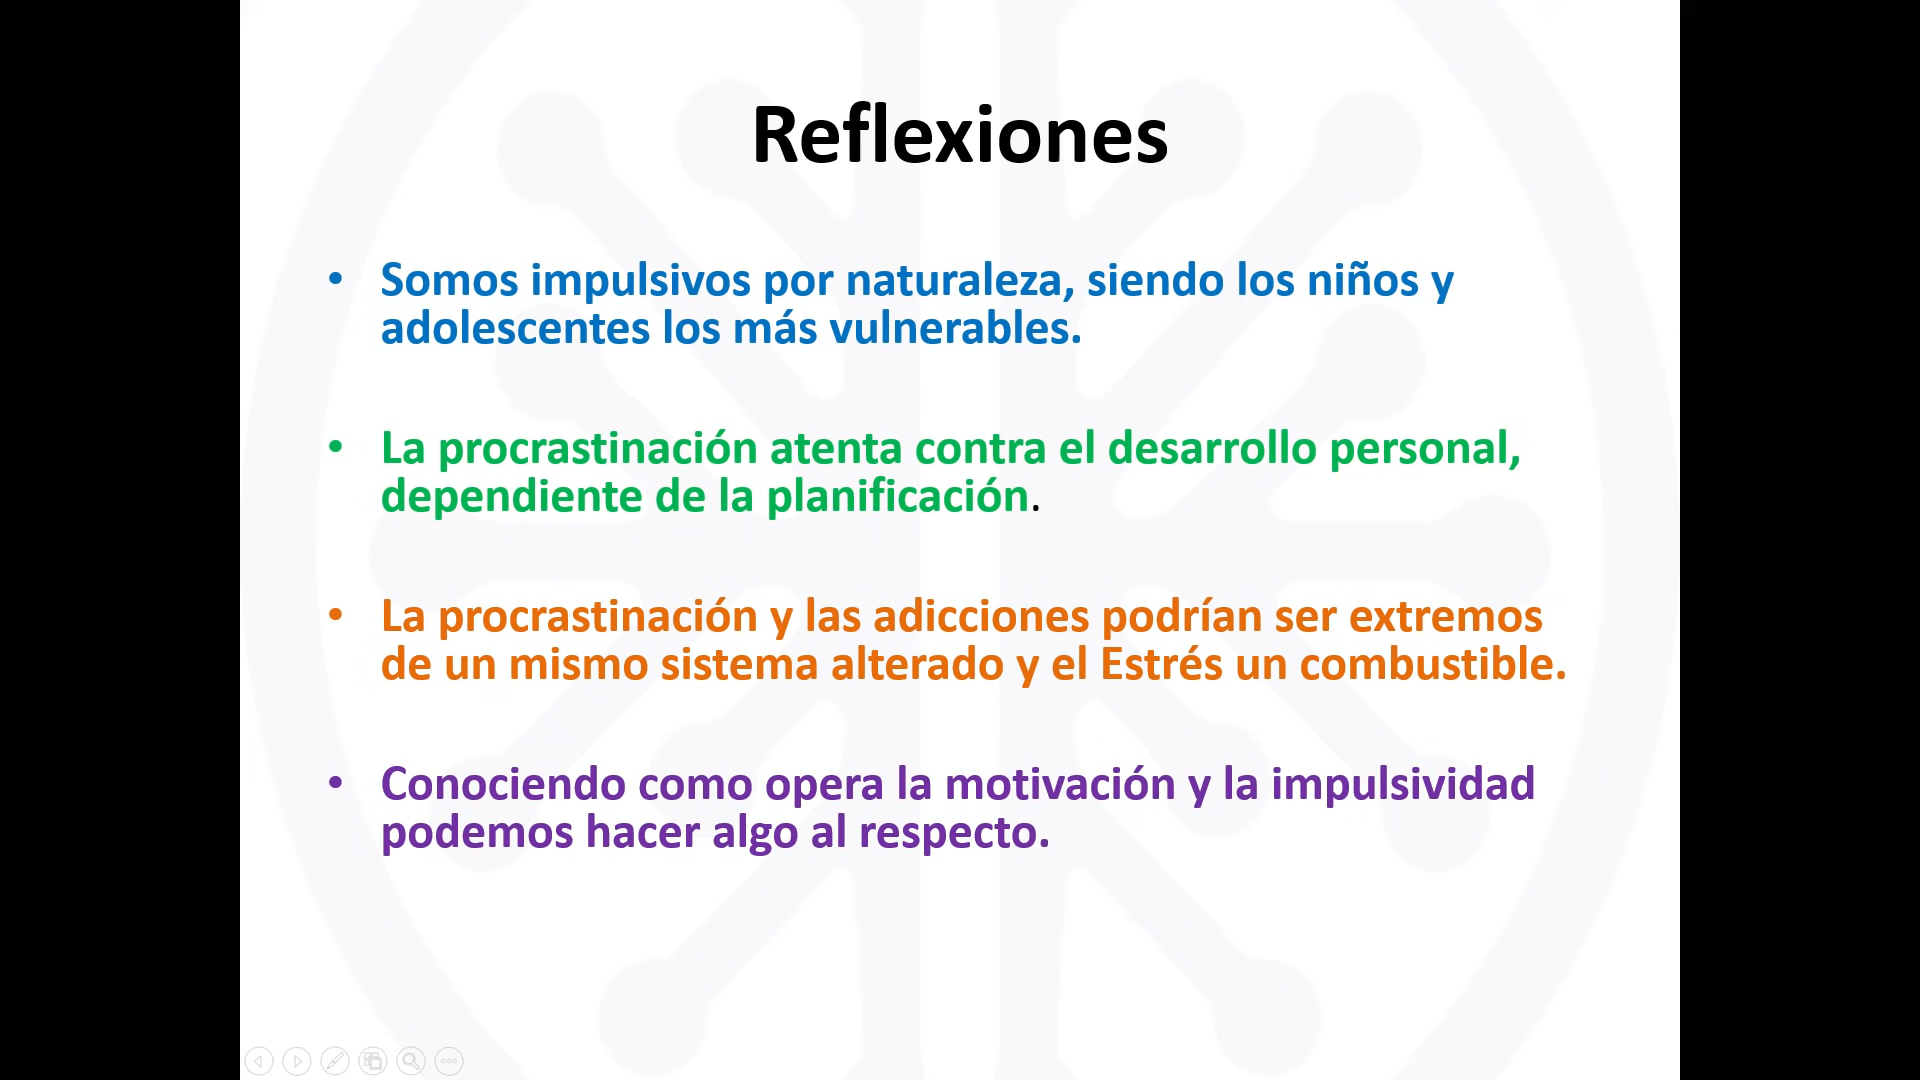 Reflexiones
• Somos impulsivos por naturaleza, siendo los niños y
adolescentes los más vulnerables.
• La procrastinación atenta contra el desarrollo personal,
dependiente de la planificación.
• La procrastinación y las adicciones podrían ser extremos
de un mismo sistema alterado y el Estrés un combustible.
• Conociendo como opera la motivación y la impulsividad
podemos hacer algo al respecto.